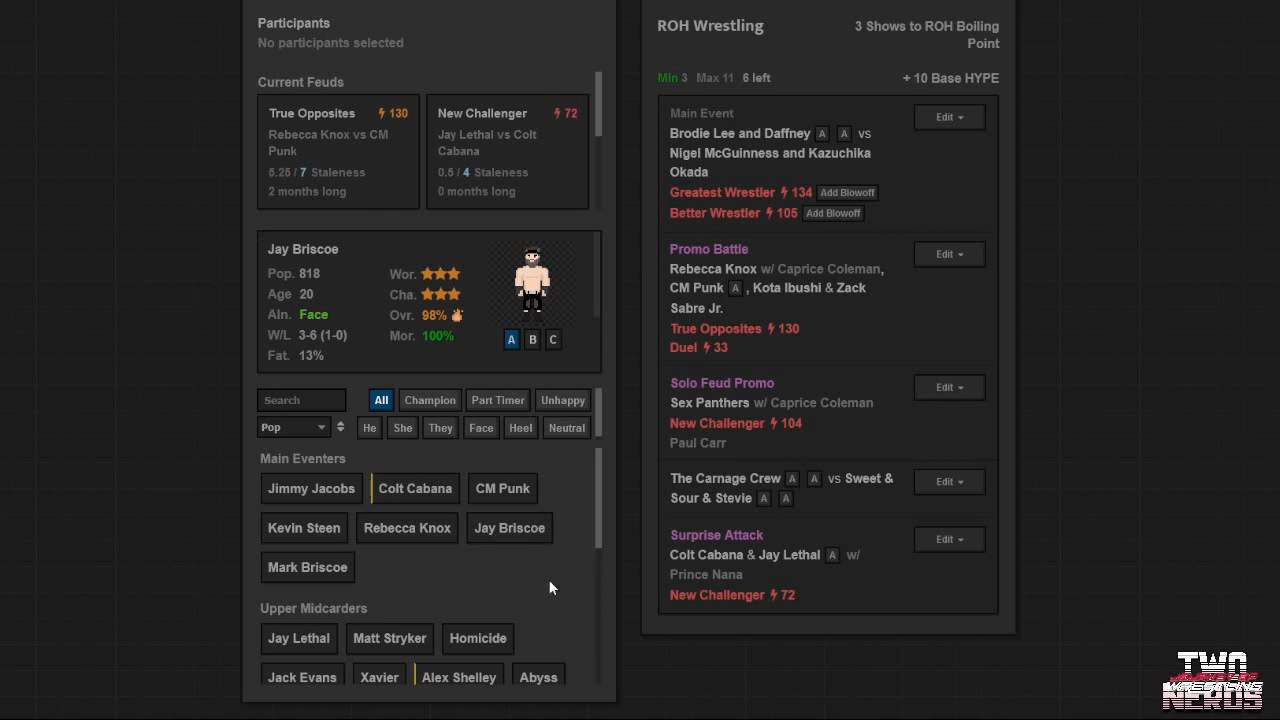 Participants
No participants selected
Current Feuds
True Opposites 130
Rebecca Knox vs CM
Punk
5.25 / 7 Staleness
2 months long
New Challenger 72
Jay Lethal vs Colt
Cabana
0.5 / 4 Staleness
0 months long
Jay Briscoe
Pop. 818
Age 20
Aln. Face
W/L 3-6 (1-0)
Fat. 13%
Wor.
Cha.
Ovr. 98%
Mor. 100%
A B C
Search
All Champion Part Timer Unhappy
Pop
He She They Face Heel Neutral
Main Eventers
Jimmy Jacobs Colt Cabana CM Punk
Kevin Steen Rebecca Knox Jay Briscoe
Mark Briscoe
Upper Midcarders
Jay Lethal Matt Stryker Homicide
Jack Evans Xavier Alex Shelley Abyss
ROH Wrestling
3 Shows to ROH Boiling
Point
Min 3 Max 11 6 left
+ 10 Base HYPE
Main Event
Edit
Brodie Lee and Daffney A A vs
Nigel McGuinness and Kazuchika
Okada
Greatest Wrestler 134 Add Blowoff
Better Wrestler 105 Add Blowoff
Promo Battle
Edit
Rebecca Knox w/ Caprice Coleman,
CM Punk A , Kota Ibushi & Zack
Sabre Jr.
True Opposites 130
Duel 33
Solo Feud Promo
Edit
Sex Panthers w/ Caprice Coleman
New Challenger 104
Paul Carr
The Carnage Crew A A vs Sweet &
Sour & Stevie A A
Edit
Surprise Attack
Edit
Colt Cabana & Jay Lethal A w/
Prince Nana
New Challenger 72
TWO
WRESTLING
NERDS